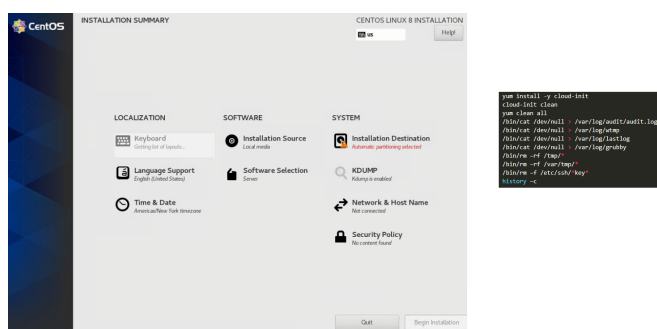 CentOS
INSTALLATION SUMMARY
CENTOS LINUX 8 INSTALLATION
us
Help!
LOCALIZATION
Keyboard
Getting list of layouts...
Language Support
English (United States)
Time & Date
Americas/New York timezone
SOFTWARE
Installation Source
Local media
Software Selection
Server
SYSTEM
Installation Destination
Automatic partitioning selected
KDUMP
Kdump is enabled
Network & Host Name
Not connected
Security Policy
No content found
Quit
Begin Installation
yum install -y cloud-init
cloud-init clean
yum clean all
/bin/cat /dev/null > /var/log/audit/audit.log
/bin/cat /dev/null > /var/log/wtmp
/bin/cat /dev/null > /var/log/lastlog
/bin/cat /dev/null > /var/log/grubby
/bin/rm -rf /tmp/*
/bin/rm -rf /var/tmp/*
/bin/rm -f /etc/ssh/*key*
history -c